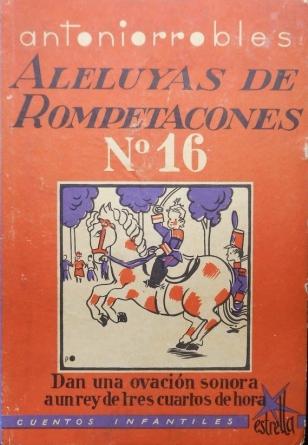 antoniorrobles
ALELUYAS DE
ROMPETACONES
Nº 16
PO
Dan una ovación sonora
a un rey de tres cuartos de hora
CUENTOS INFANTILES
estrella